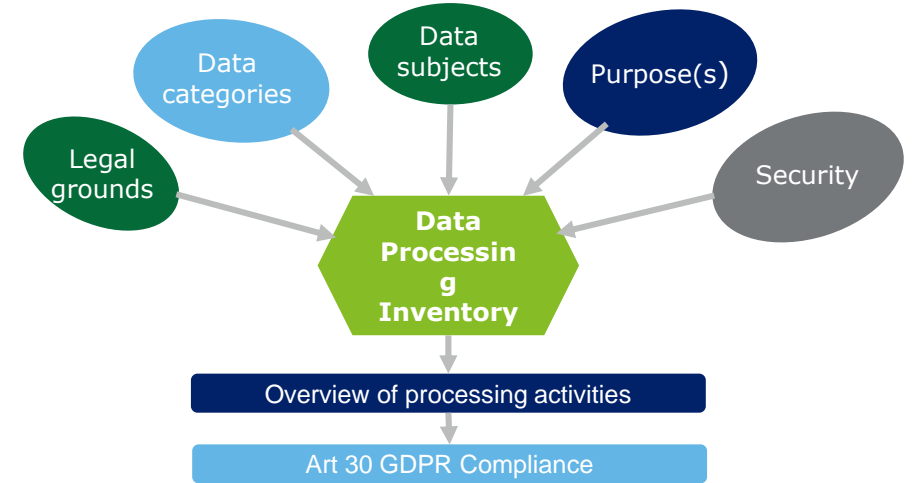 Legal
grounds
Data
categories
Data
subjects
Purpose(s)
Security
Data
Processin
g
Inventory
Overview of processing activities
Art 30 GDPR Compliance